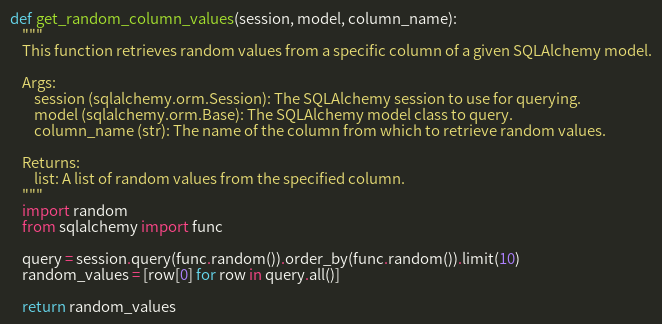 def get_random_column_values(session, model, column_name):
    """
    This function retrieves random values from a specific column of a given SQLAlchemy model.

    Args:
        session (sqlalchemy.orm.Session): The SQLAlchemy session to use for querying.
        model (sqlalchemy.orm.Base): The SQLAlchemy model class to query.
        column_name (str): The name of the column from which to retrieve random values.

    Returns:
        list: A list of random values from the specified column.
    """
    import random
    from sqlalchemy import func

    query = session.query(func.random()).order_by(func.random()).limit(10)
    random_values = [row[0] for row in query.all()]

    return random_values